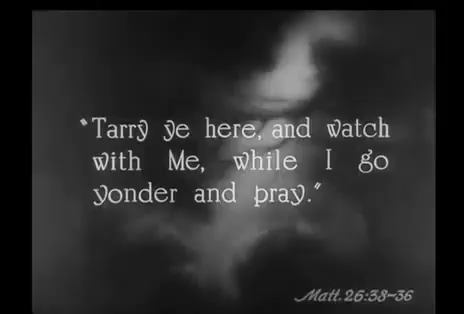 "Tarry ye here, and watch
with Me, while I go
yonder and pray."
Matt. 26:38-36